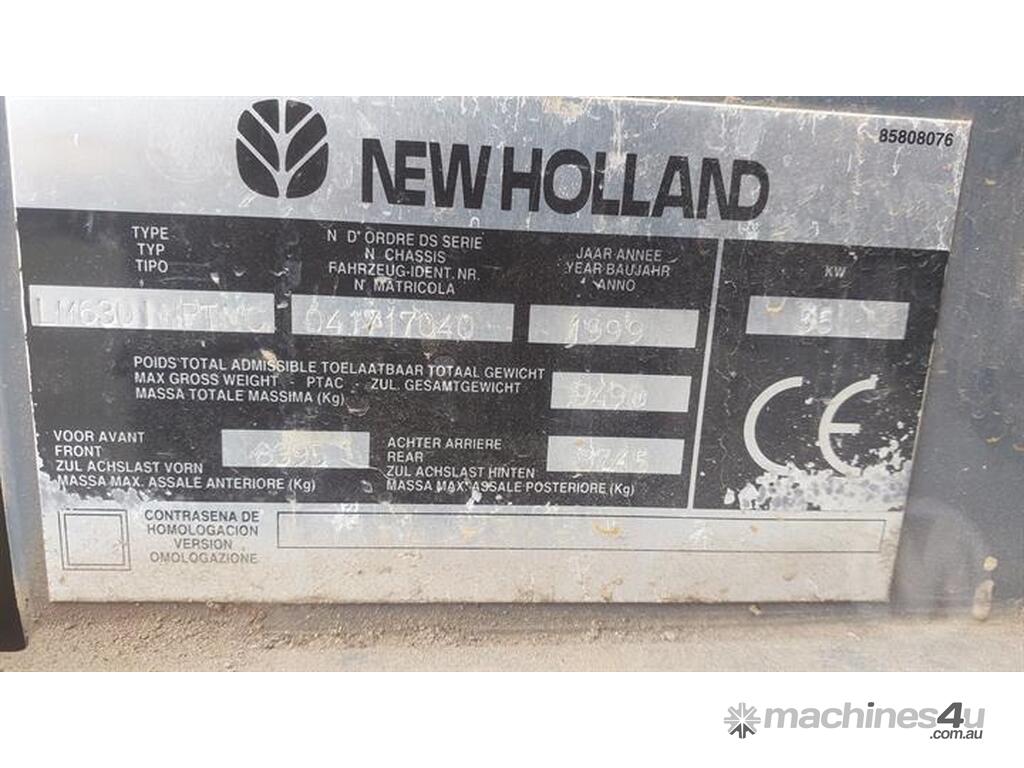 85808076
NEW HOLLAND
TYPE
TYP
TIPO
N D'ORDRE DS SERIE
N CHASSIS
FAHRZEUG-IDENT. NR.
N MATRICOLA
JAAR ANNEE
YEAR BAUJAHR
ANNO
KW
041717040
1999
POIDS TOTAL ADMISSIBLE TOELAATBAAR TOTAAL GEWICHT
MAX GROSS WEIGHT - PTAC - ZUL. GESAMTGEWICHT
MASSA TOTALE MASSIMA (Kg)
9490
VOOR AVANT
FRONT
ZUL ACHSLAST VORN
MASSA MAX. ASSALE ANTERIORE (Kg)
ACHTER ARRIERE
REAR
ZUL ACHSLAST HINTEN
MASSA MAX. ASSALE POSTERIORE (Kg)
CE
CONTRASENA DE
HOMOLOGACION
VERSION
OMOLOGAZIONE
machines4u
.com.au